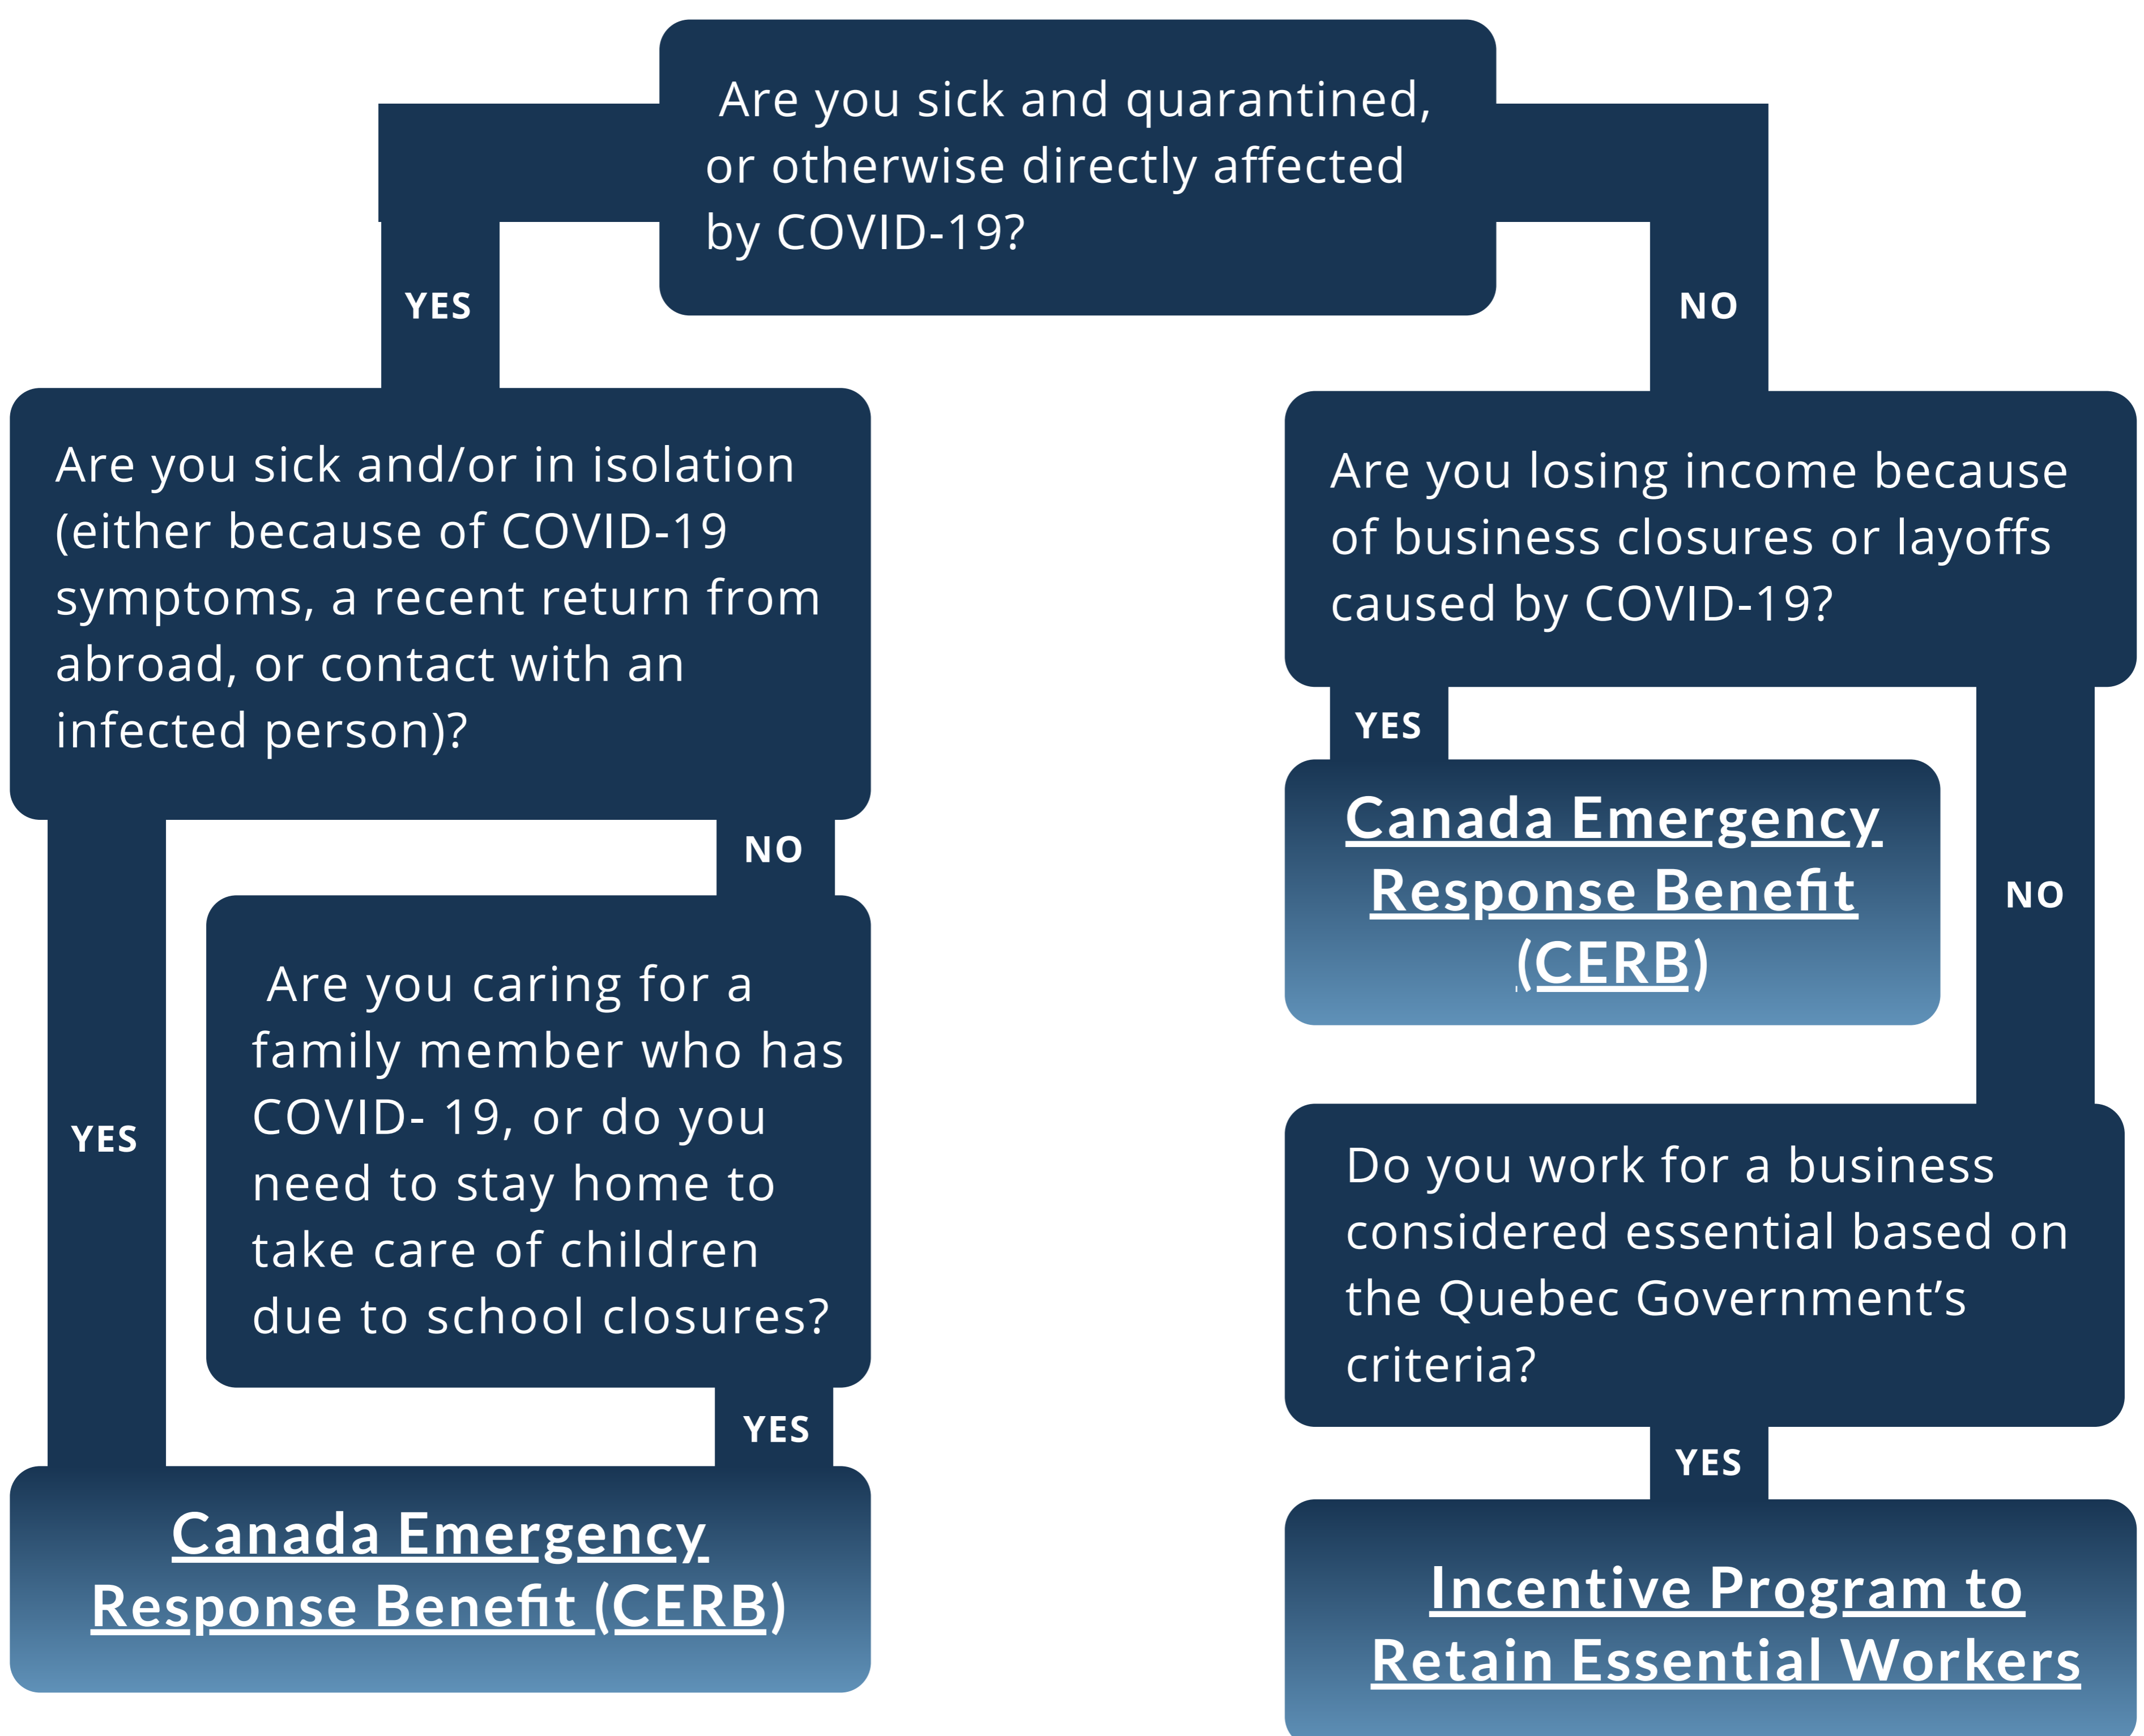 Are you sick and quarantined,
or otherwise directly affected
by COVID-19?
YES
NO
Are you sick and/or in isolation
(either because of COVID-19
symptoms, a recent return from
abroad, or contact with an
infected person)?
NO
Are you caring for a
family member who has
COVID- 19, or do you
need to stay home to
take care of children
due to school closures?
YES
YES
Canada Emergency
Response Benefit (CERB)
Are you losing income because
of business closures or layoffs
caused by COVID-19?
YES
Canada Emergency
Response Benefit
(CERB)
NO
Do you work for a business
considered essential based on
the Quebec Government’s
criteria?
YES
Incentive Program to
Retain Essential Workers